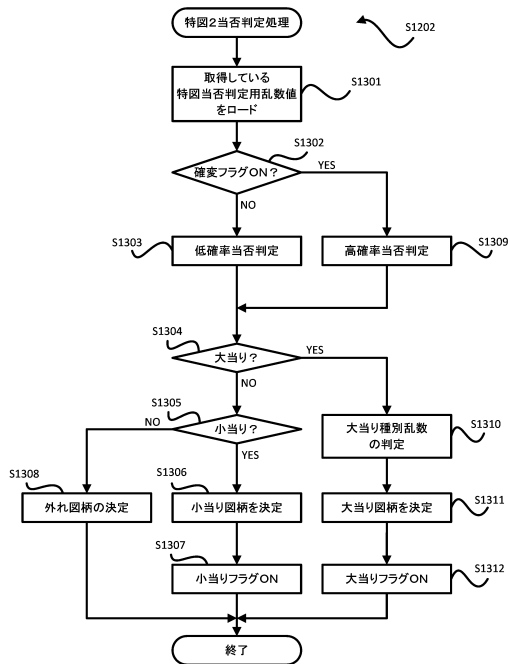 特図2当否判定処理
S1202
取得している
特図当否判定用乱数値
をロード
S1301
S1302
確変フラグON？
YES
NO
S1303
低確率当否判定
高確率当否判定
S1309
S1304
大当り？
YES
NO
S1305
小当り？
NO
YES
大当り種別乱数
の判定
S1310
S1308
外れ図柄の決定
S1306
小当り図柄を決定
大当り図柄を決定
S1311
S1307
小当りフラグON
大当りフラグON
S1312
終了